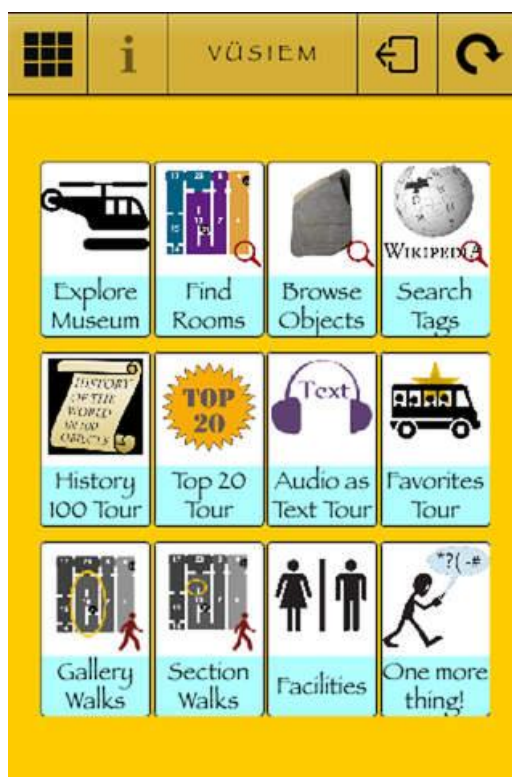 i
VÜSIEM
WIKIPEDIA
Explore
Museum
Find
Rooms
Browse
Objects
Search
Tags
HISTORY
OF THE
WORLD
IN 100
OBJECTS
TOP
20
Text
History
100 Tour
Top 20
Tour
Audio as
Text Tour
Favorites
Tour
*?( -#
Gallery
Walks
Section
Walks
Facilities
One more
thing!